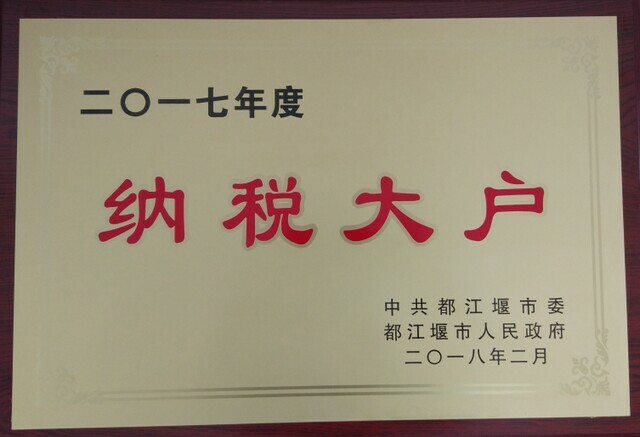 二〇一七年度
纳税大户
中共都江堰市委
都江堰市人民政府
二〇一八年二月